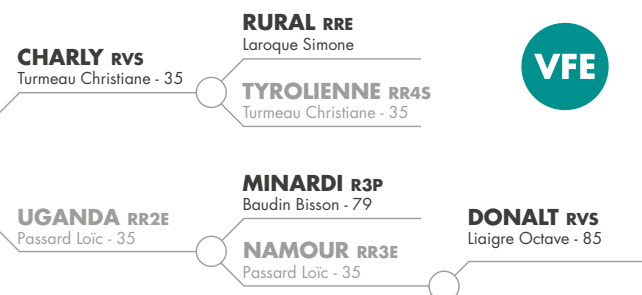 RURAL RRE
Laroque Simone
CHARLY RVS
Turmeau Christiane - 35
VFE
TYROLIENNE RR4S
Turmeau Christiane - 35
MINARDI R3P
Baudin Bisson - 79
UGANDA RR2E
Passard Loïc - 35
DONALT RVS
Liaigre Octave - 85
NAMOUR RR3E
Passard Loïc - 35